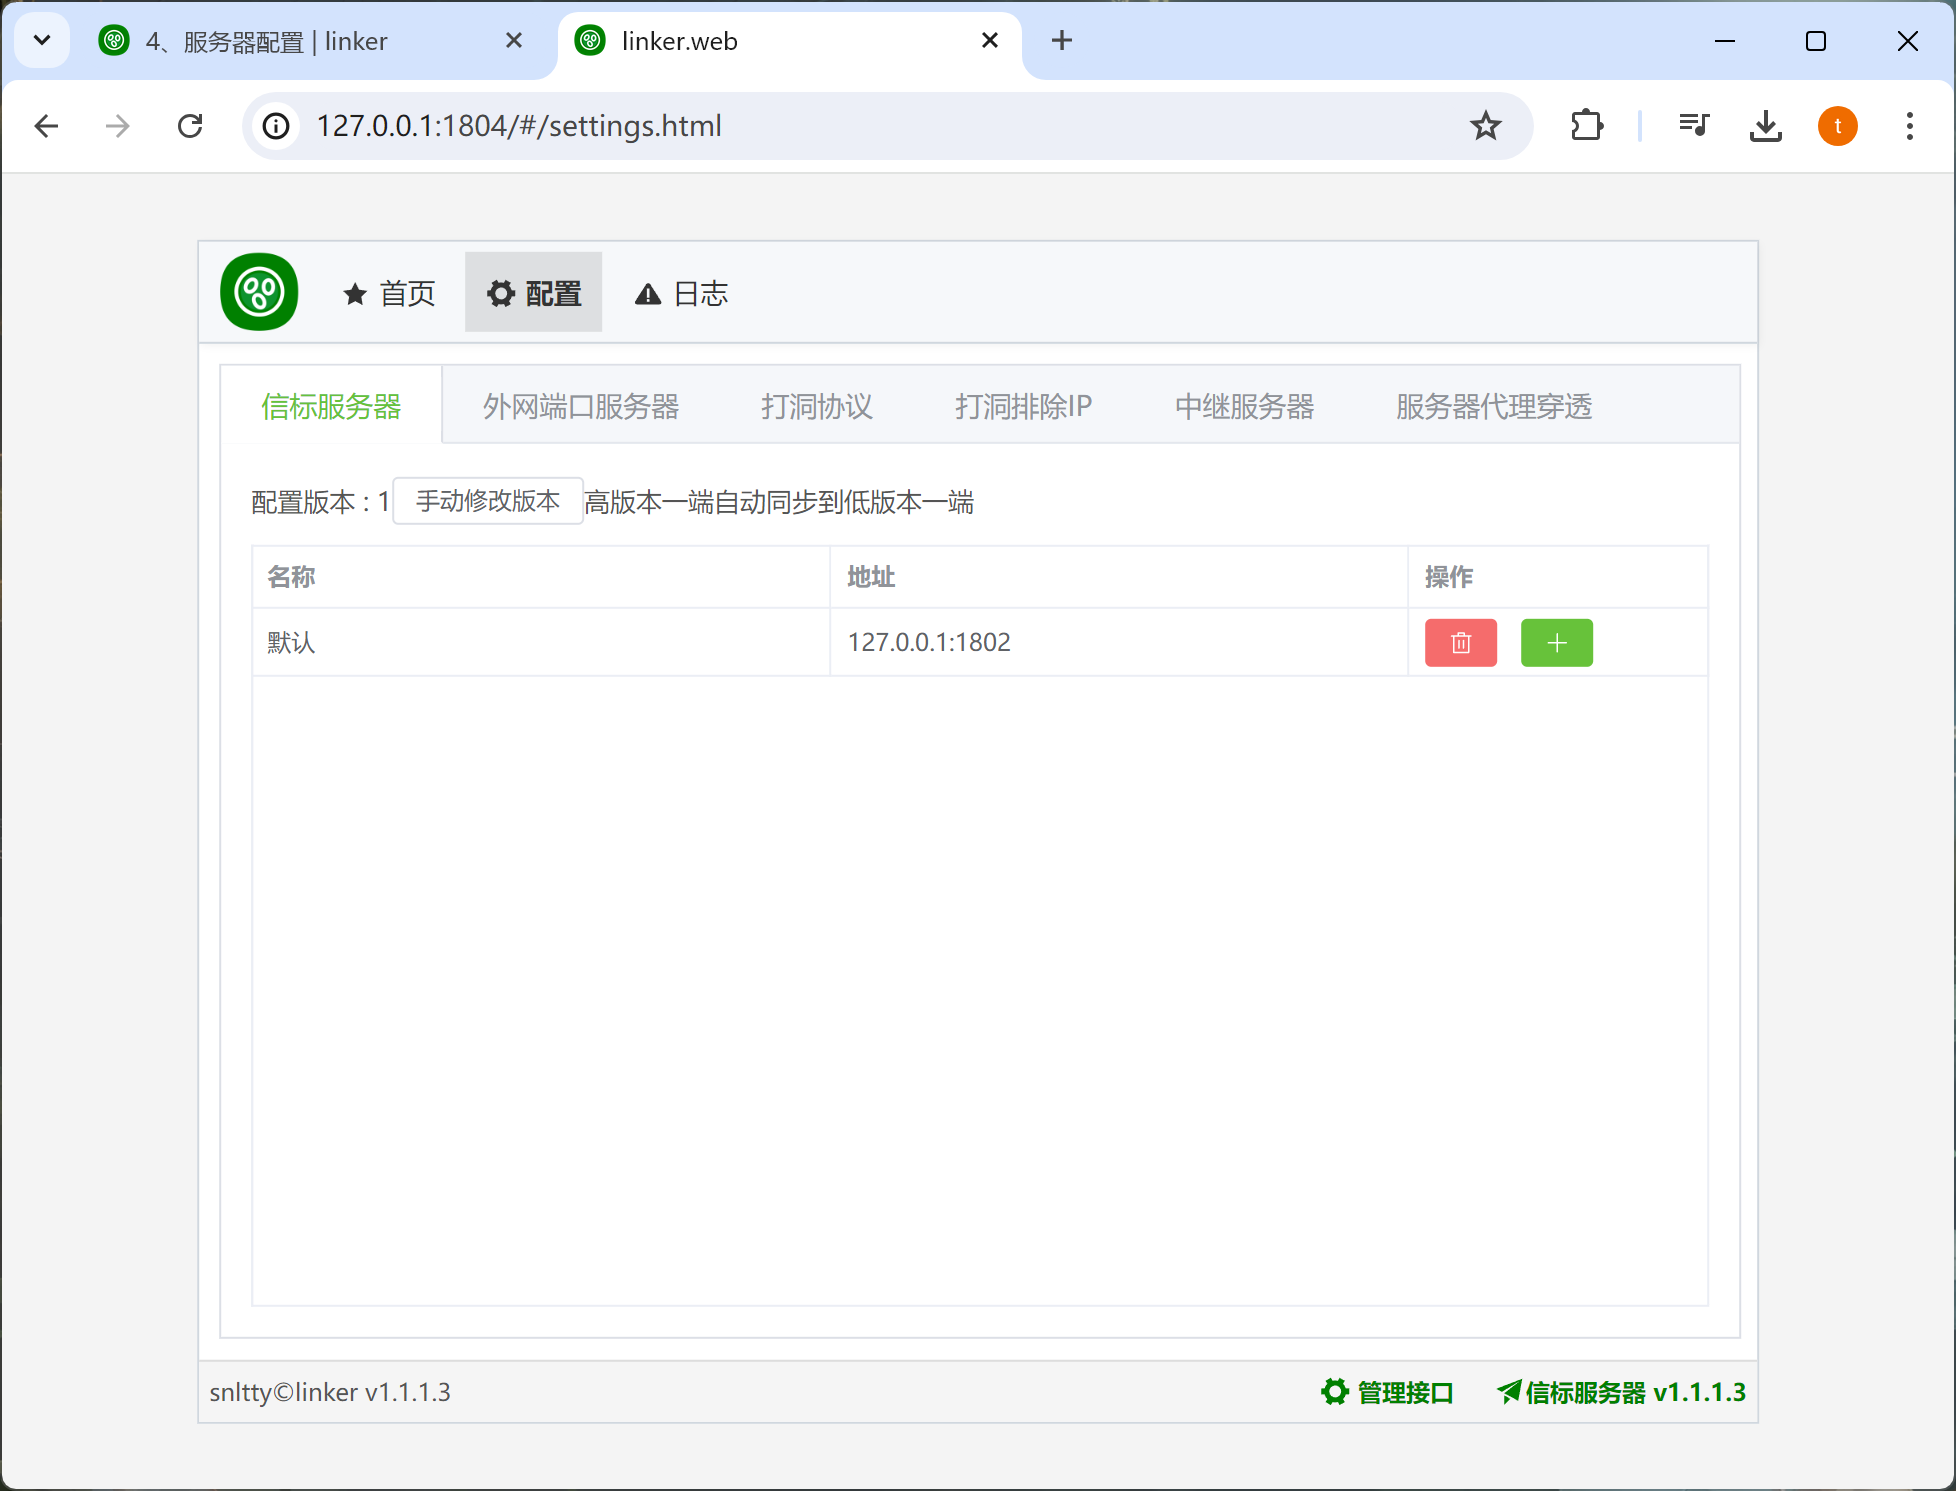 4、服务器配置 | linker
linker.web
127.0.0.1:1804/#/settings.html
t
首页
配置
日志
信标服务器
外网端口服务器
打洞协议
打洞排除IP
中继服务器
服务器代理穿透
配置版本 : 1 手动修改版本 高版本一端自动同步到低版本一端
名称
地址
操作
默认
127.0.0.1:1802
snltty©linker v1.1.1.3
管理接口
信标服务器 v1.1.1.3